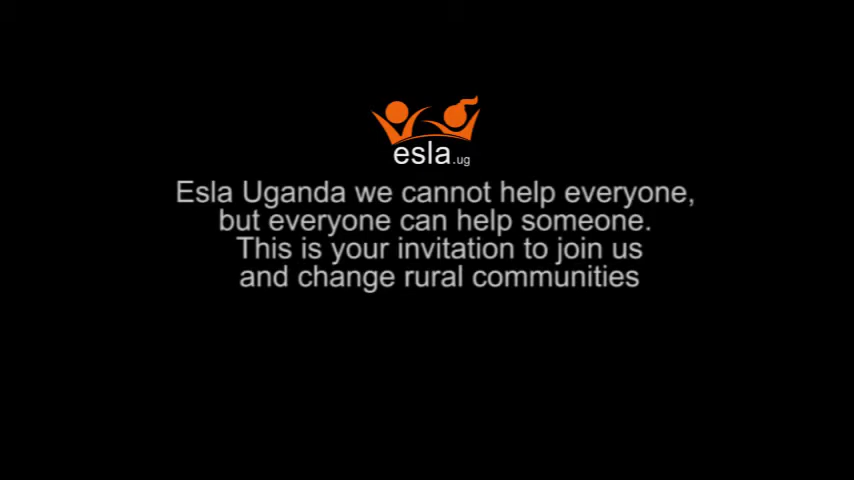 esla.ug
Esla Uganda we cannot help everyone,
but everyone can help someone.
This is your invitation to join us
and change rural communities